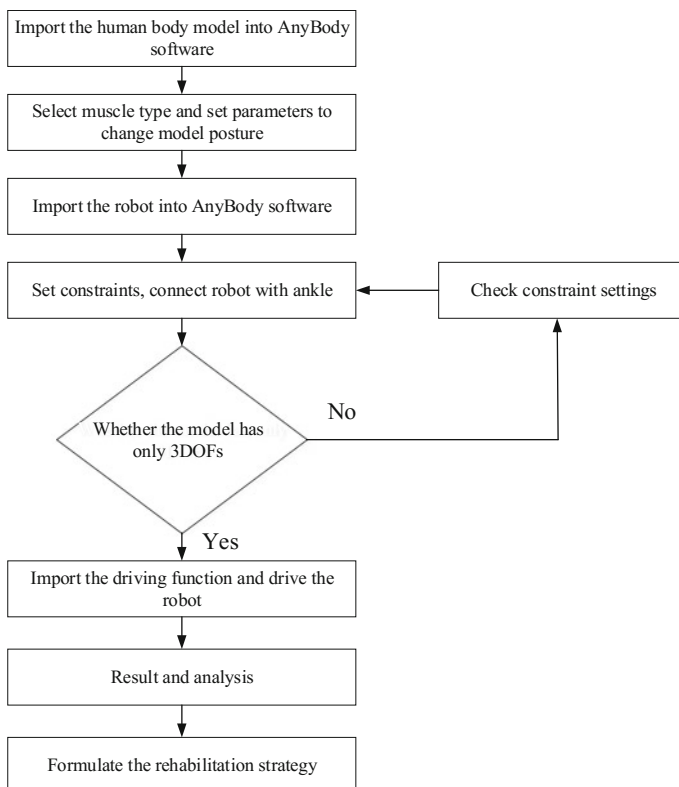 Import the human body model into AnyBody
software
Select muscle type and set parameters to
change model posture
Import the robot into AnyBody software
Set constraints, connect robot with ankle
Check constraint settings
Whether the model has
only 3DOFs
No
Yes
Import the driving function and drive the
robot
Result and analysis
Formulate the rehabilitation strategy